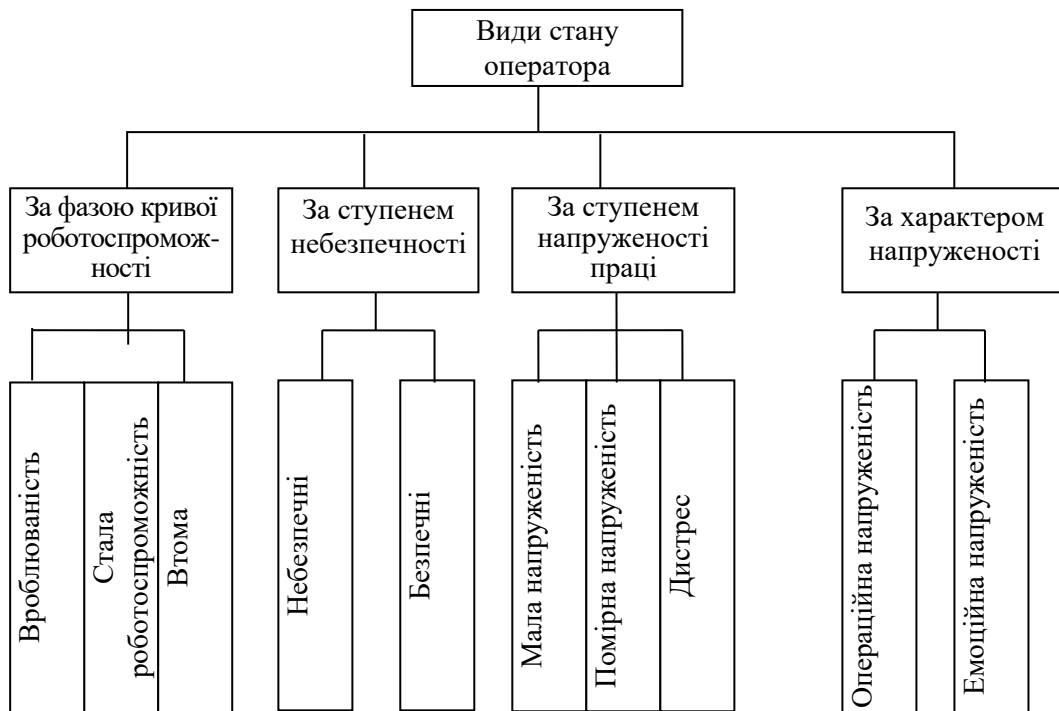 Види стану
оператора
За фазою кривої
роботоспромож-
ності
За ступенем
небезпечності
За ступенем
напруженості
праці
За характером
напруженості
Вроблюваність
Стала
роботоспроможність
Втома
Небезпечні
Безпечні
Мала напруженість
Помірна напруженість
Дистрес
Операційна напруженість
Емоційна напруженість